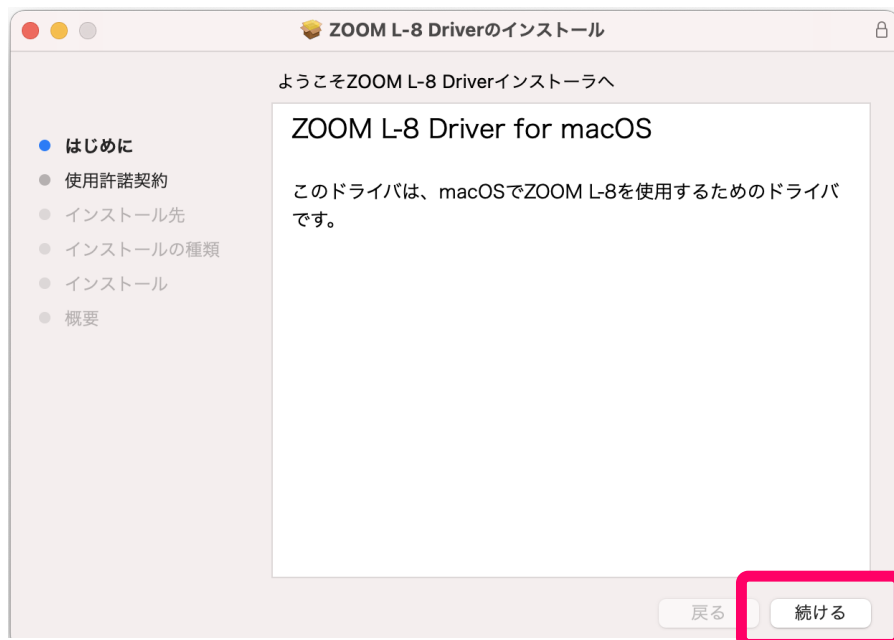 ZOOM L-8 Driverのインストール
ようこそZOOM L-8 Driverインストーラへ
はじめに
使用許諾契約
インストール先
インストールの種類
インストール
概要
ZOOM L-8 Driver for macOS
このドライバは、macOSでZOOM L-8を使用するためのドライバ
です。
戻る
続ける